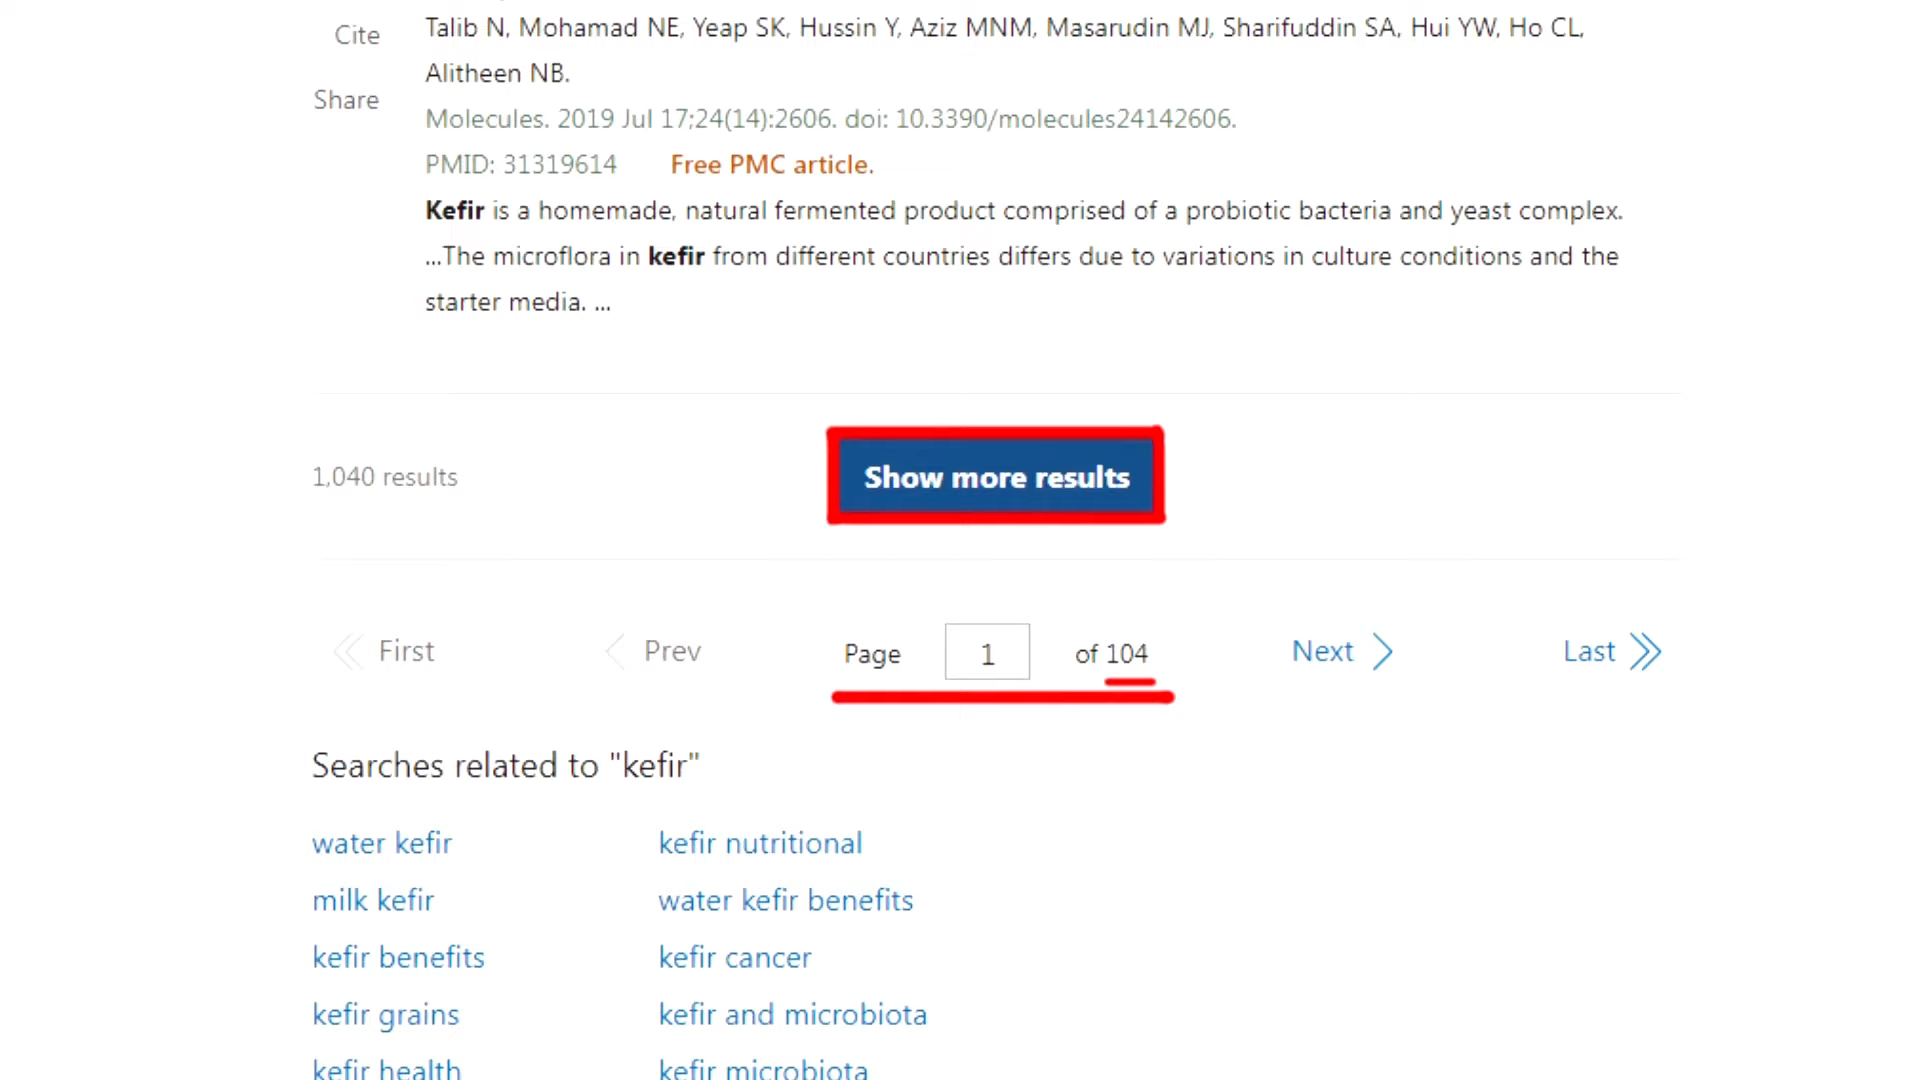 Cite
Share
Talib N, Mohamad NE, Yeap SK, Hussin Y, Aziz MNM, Masarudin MJ, Sharifuddin SA, Hui YW, Ho CL,
Alitheen NB.
Molecules. 2019 Jul 17;24(14):2606. doi: 10.3390/molecules24142606.
PMID: 31319614 Free PMC article.
Kefir is a homemade, natural fermented product comprised of a probiotic bacteria and yeast complex.
...The microflora in kefir from different countries differs due to variations in culture conditions and the
starter media. ...
1,040 results
Show more results
First Prev Page 1 of 104 Next Last
Searches related to "kefir"
water kefir
milk kefir
kefir benefits
kefir grains
kefir health
kefir nutritional
water kefir benefits
kefir cancer
kefir and microbiota
kefir microbiota